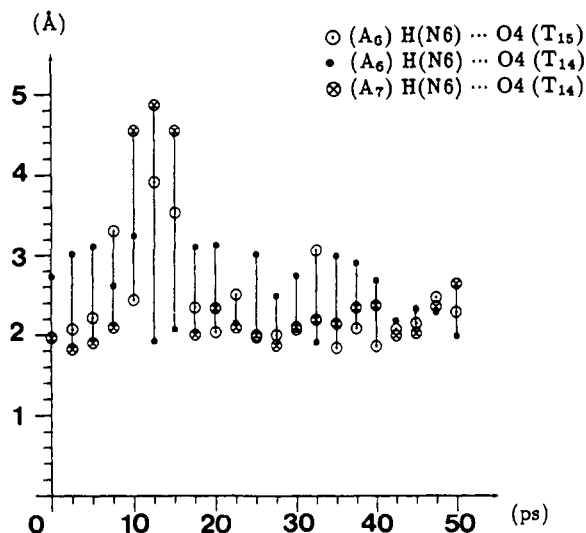 (Å)
⊙ (A₆) H(N6) ··· O4 (T₁₅)
• (A₆) H(N6) ··· O4 (T₁₄)
⊗ (A₇) H(N6) ··· O4 (T₁₄)
5
4
3
2
1
0 10 20 30 40 50 (ps)